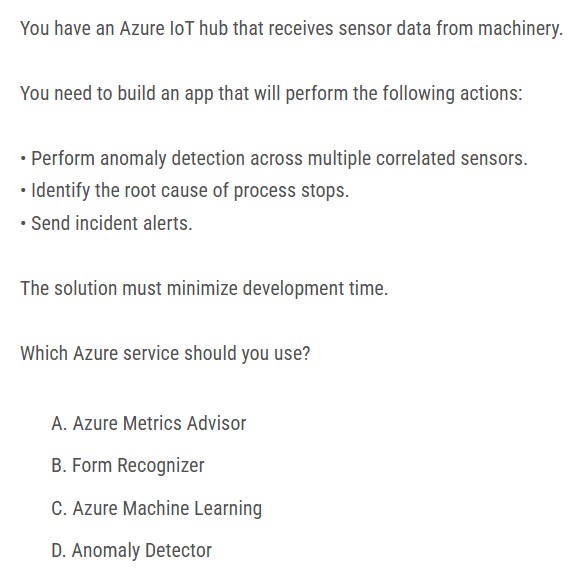 You have an Azure IoT hub that receives sensor data from machinery.
You need to build an app that will perform the following actions:
• Perform anomaly detection across multiple correlated sensors.
• Identify the root cause of process stops.
• Send incident alerts.
The solution must minimize development time.
Which Azure service should you use?
A. Azure Metrics Advisor
B. Form Recognizer
C. Azure Machine Learning
D. Anomaly Detector